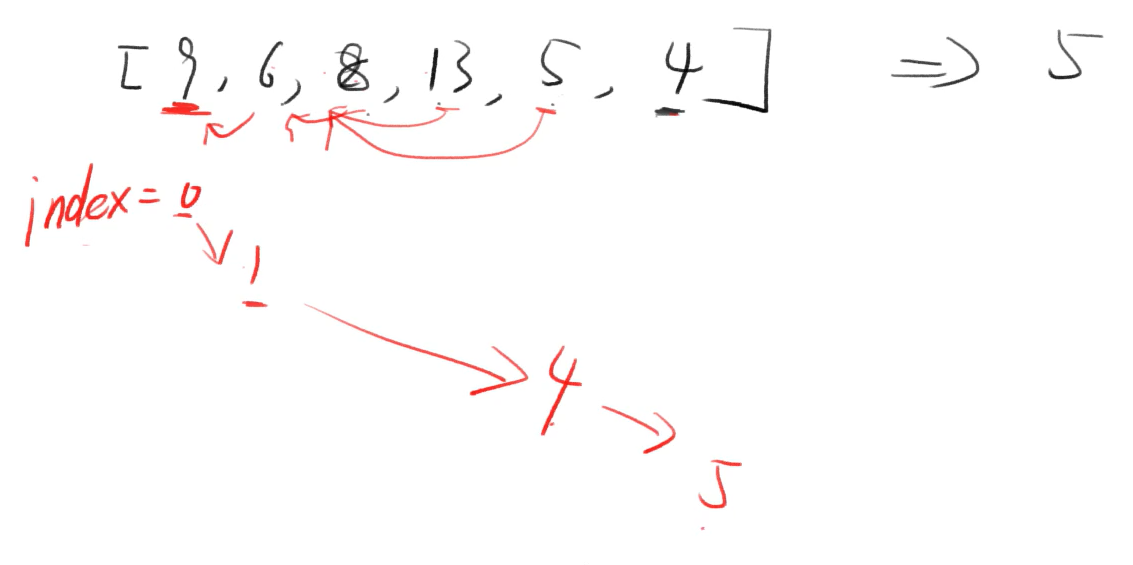 [9, 6, 8, 13, 5, 4] ⇒ 5
index = 0
1
4
5